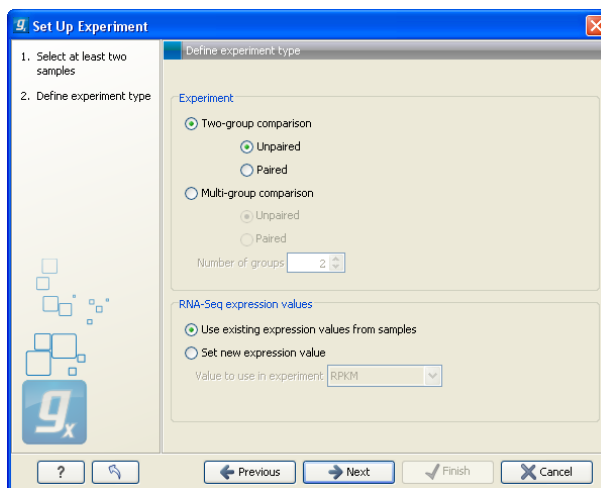 Set Up Experiment
1. Select at least two
samples
2. Define experiment type
Define experiment type
Experiment
Two-group comparison
Unpaired
Paired
Multi-group comparison
Unpaired
Paired
Number of groups 2
RNA-Seq expression values
Use existing expression values from samples
Set new expression value
Value to use in experiment RPKM
gx
? Previous Next Finish Cancel